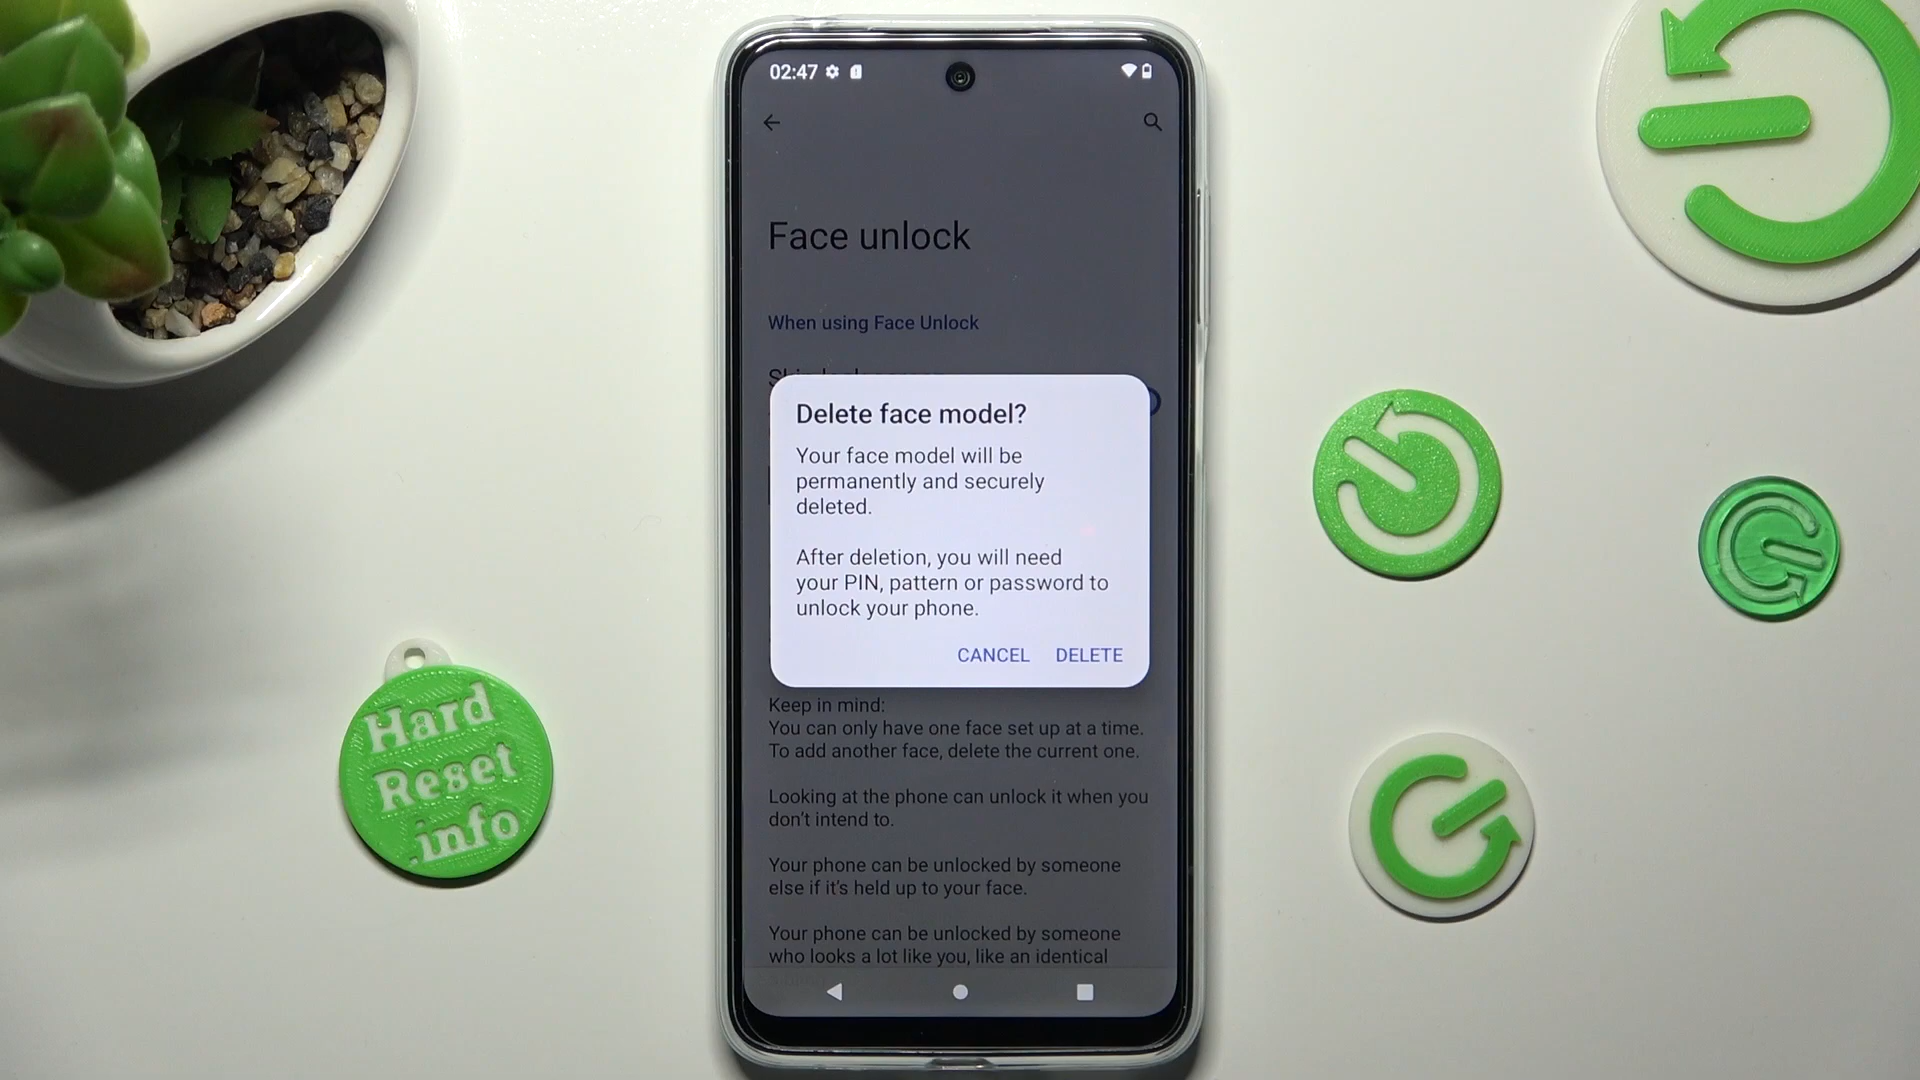 02:47
Face unlock
When using Face Unlock
Delete face model?
Your face model will be
permanently and securely
deleted.
After deletion, you will need
your PIN, pattern or password to
unlock your phone.
CANCEL DELETE
Keep in mind:
You can only have one face set up at a time.
To add another face, delete the current one.
Looking at the phone can unlock it when you
don't intend to.
Your phone can be unlocked by someone
else if it's held up to your face.
Your phone can be unlocked by someone
who looks a lot like you, like an identical
Hard
Reset
.info